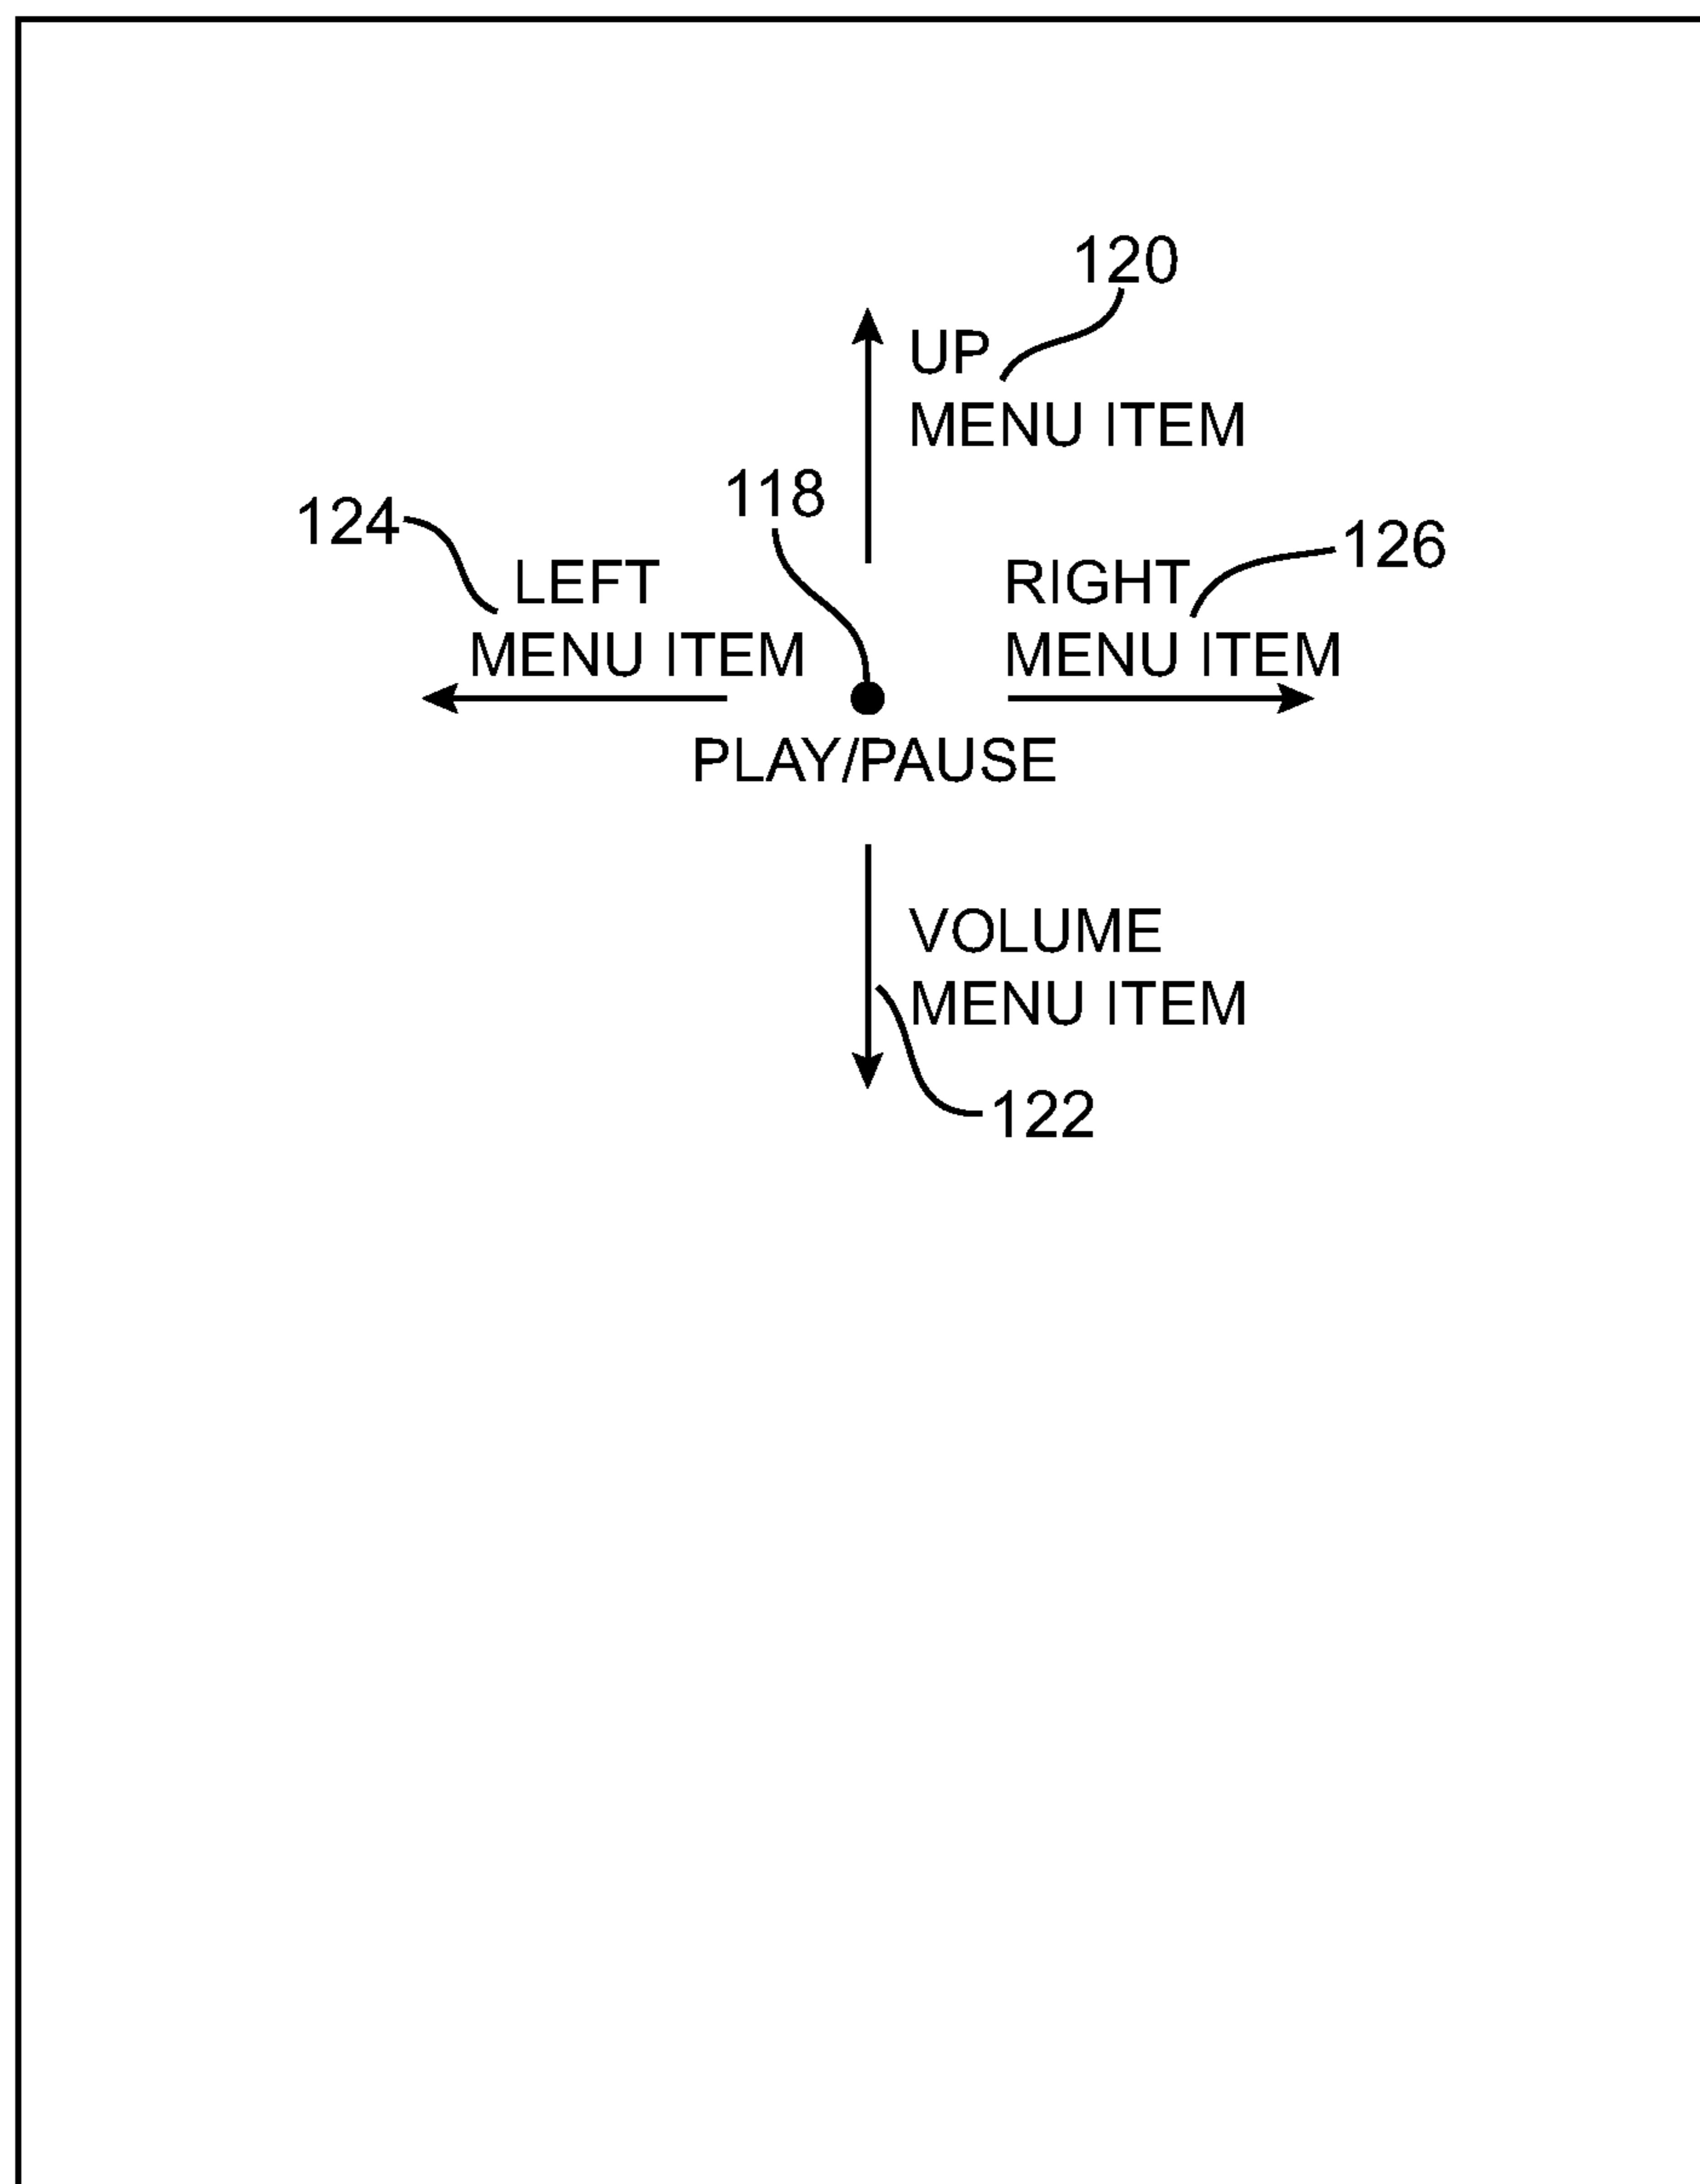 120
UP
MENU ITEM
118
124
126
LEFT
RIGHT
MENU ITEM
MENU ITEM
PLAY/PAUSE
VOLUME
MENU ITEM
122